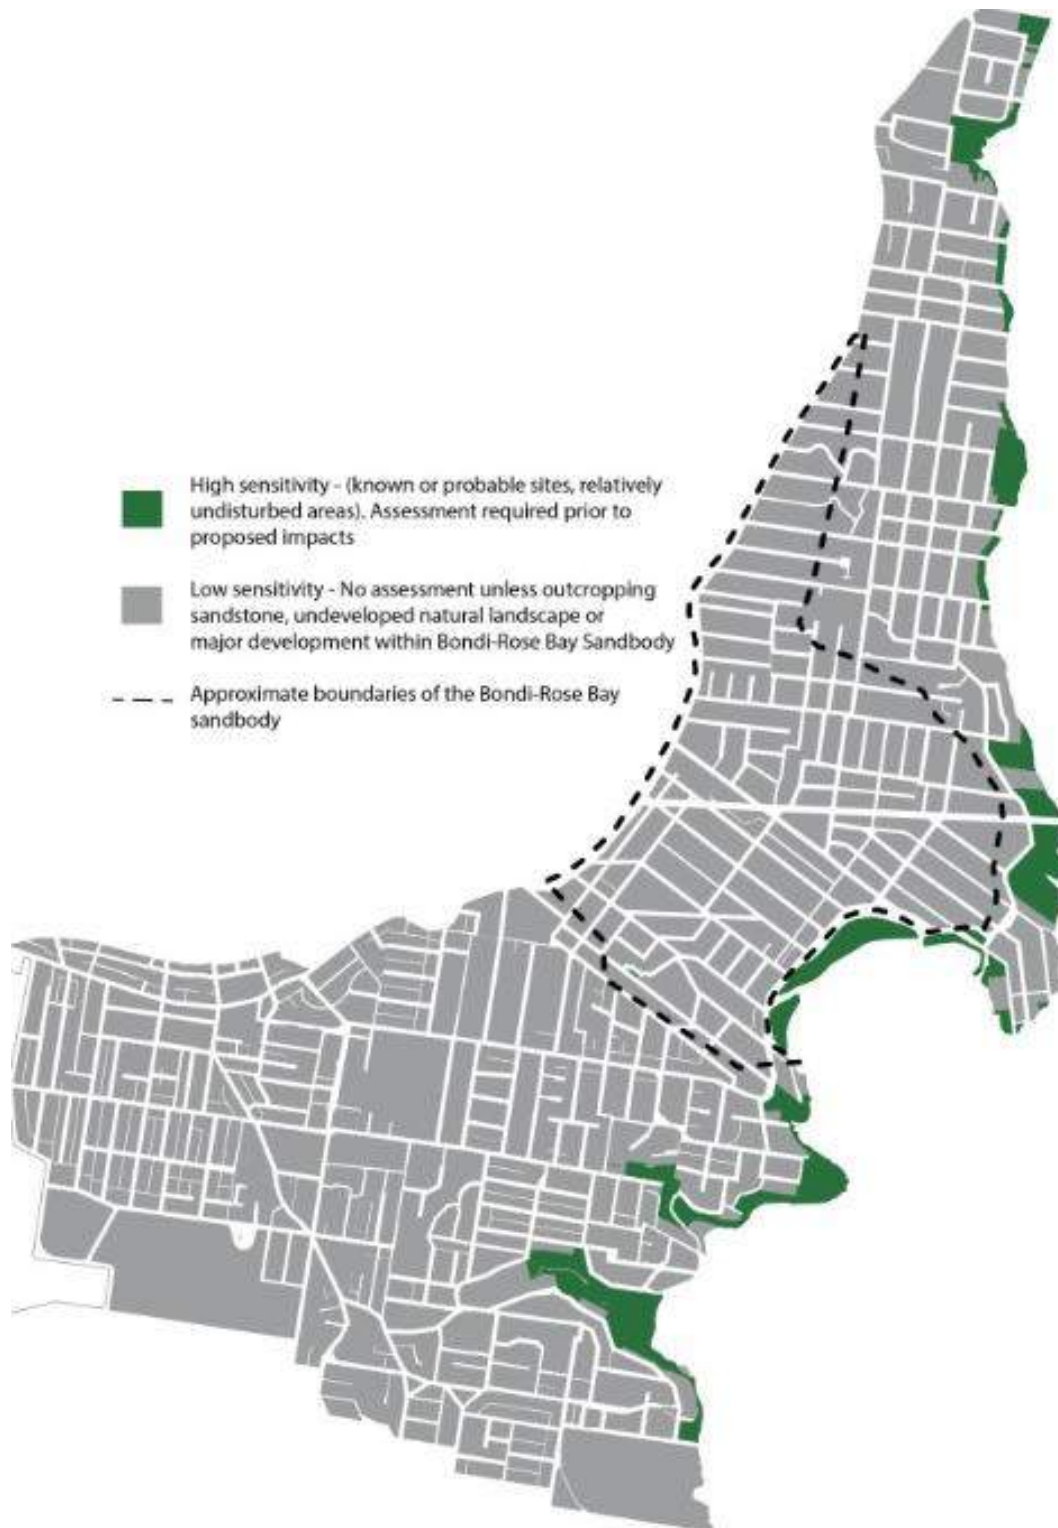 High sensitivity - (known or probable sites, relatively
undisturbed areas). Assessment required prior to
proposed impacts
Low sensitivity - No assessment unless outcropping
sandstone, undeveloped natural landscape or
major development within Bondi-Rose Bay Sandbody
Approximate boundaries of the Bondi-Rose Bay
sandbody